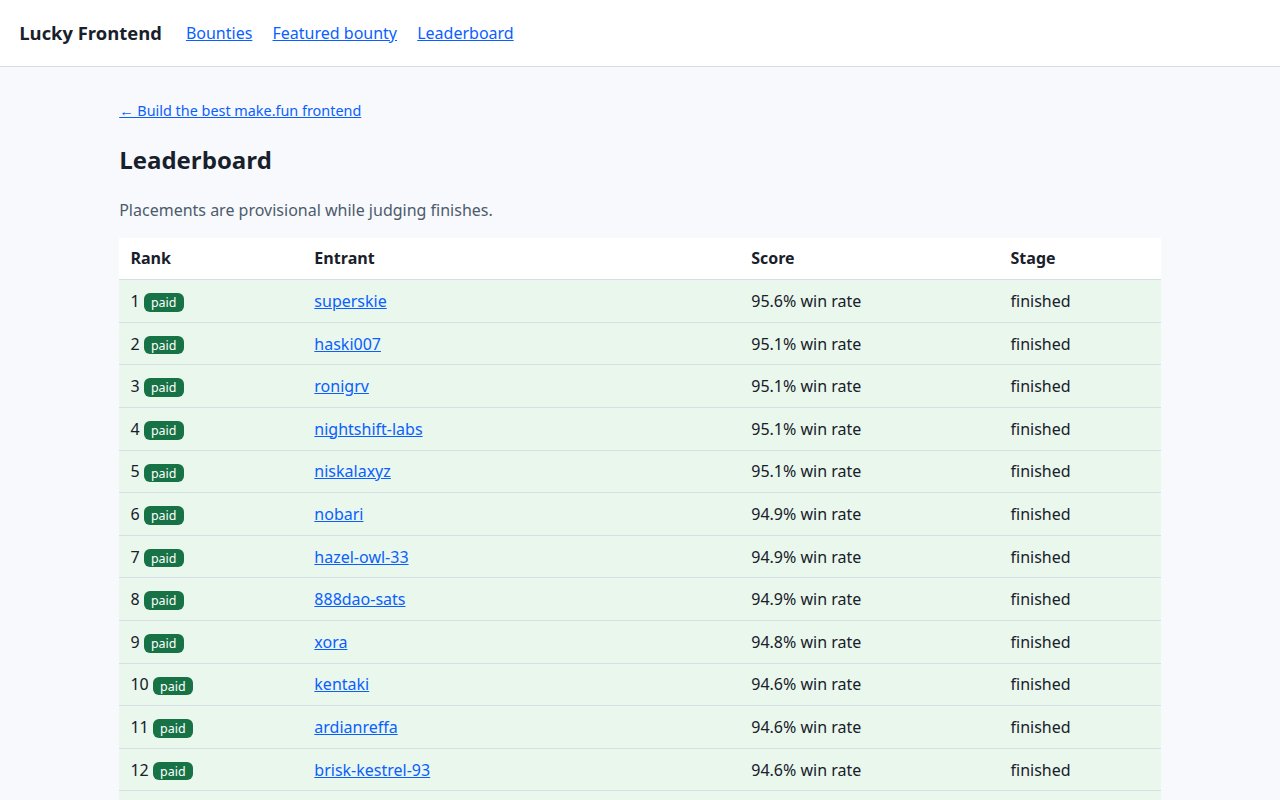 Lucky Frontend Bounties Featured bounty Leaderboard
← Build the best make.fun frontend
Leaderboard
Placements are provisional while judging finishes.
Rank Entrant Score Stage
1 paid superskie 95.6% win rate finished
2 paid haski007 95.1% win rate finished
3 paid ronigrv 95.1% win rate finished
4 paid nightshift-labs 95.1% win rate finished
5 paid niskalaxyz 95.1% win rate finished
6 paid nobari 94.9% win rate finished
7 paid hazel-owl-33 94.9% win rate finished
8 paid 888dao-sats 94.9% win rate finished
9 paid xora 94.8% win rate finished
10 paid kentaki 94.6% win rate finished
11 paid ardianreffa 94.6% win rate finished
12 paid brisk-kestrel-93 94.6% win rate finished